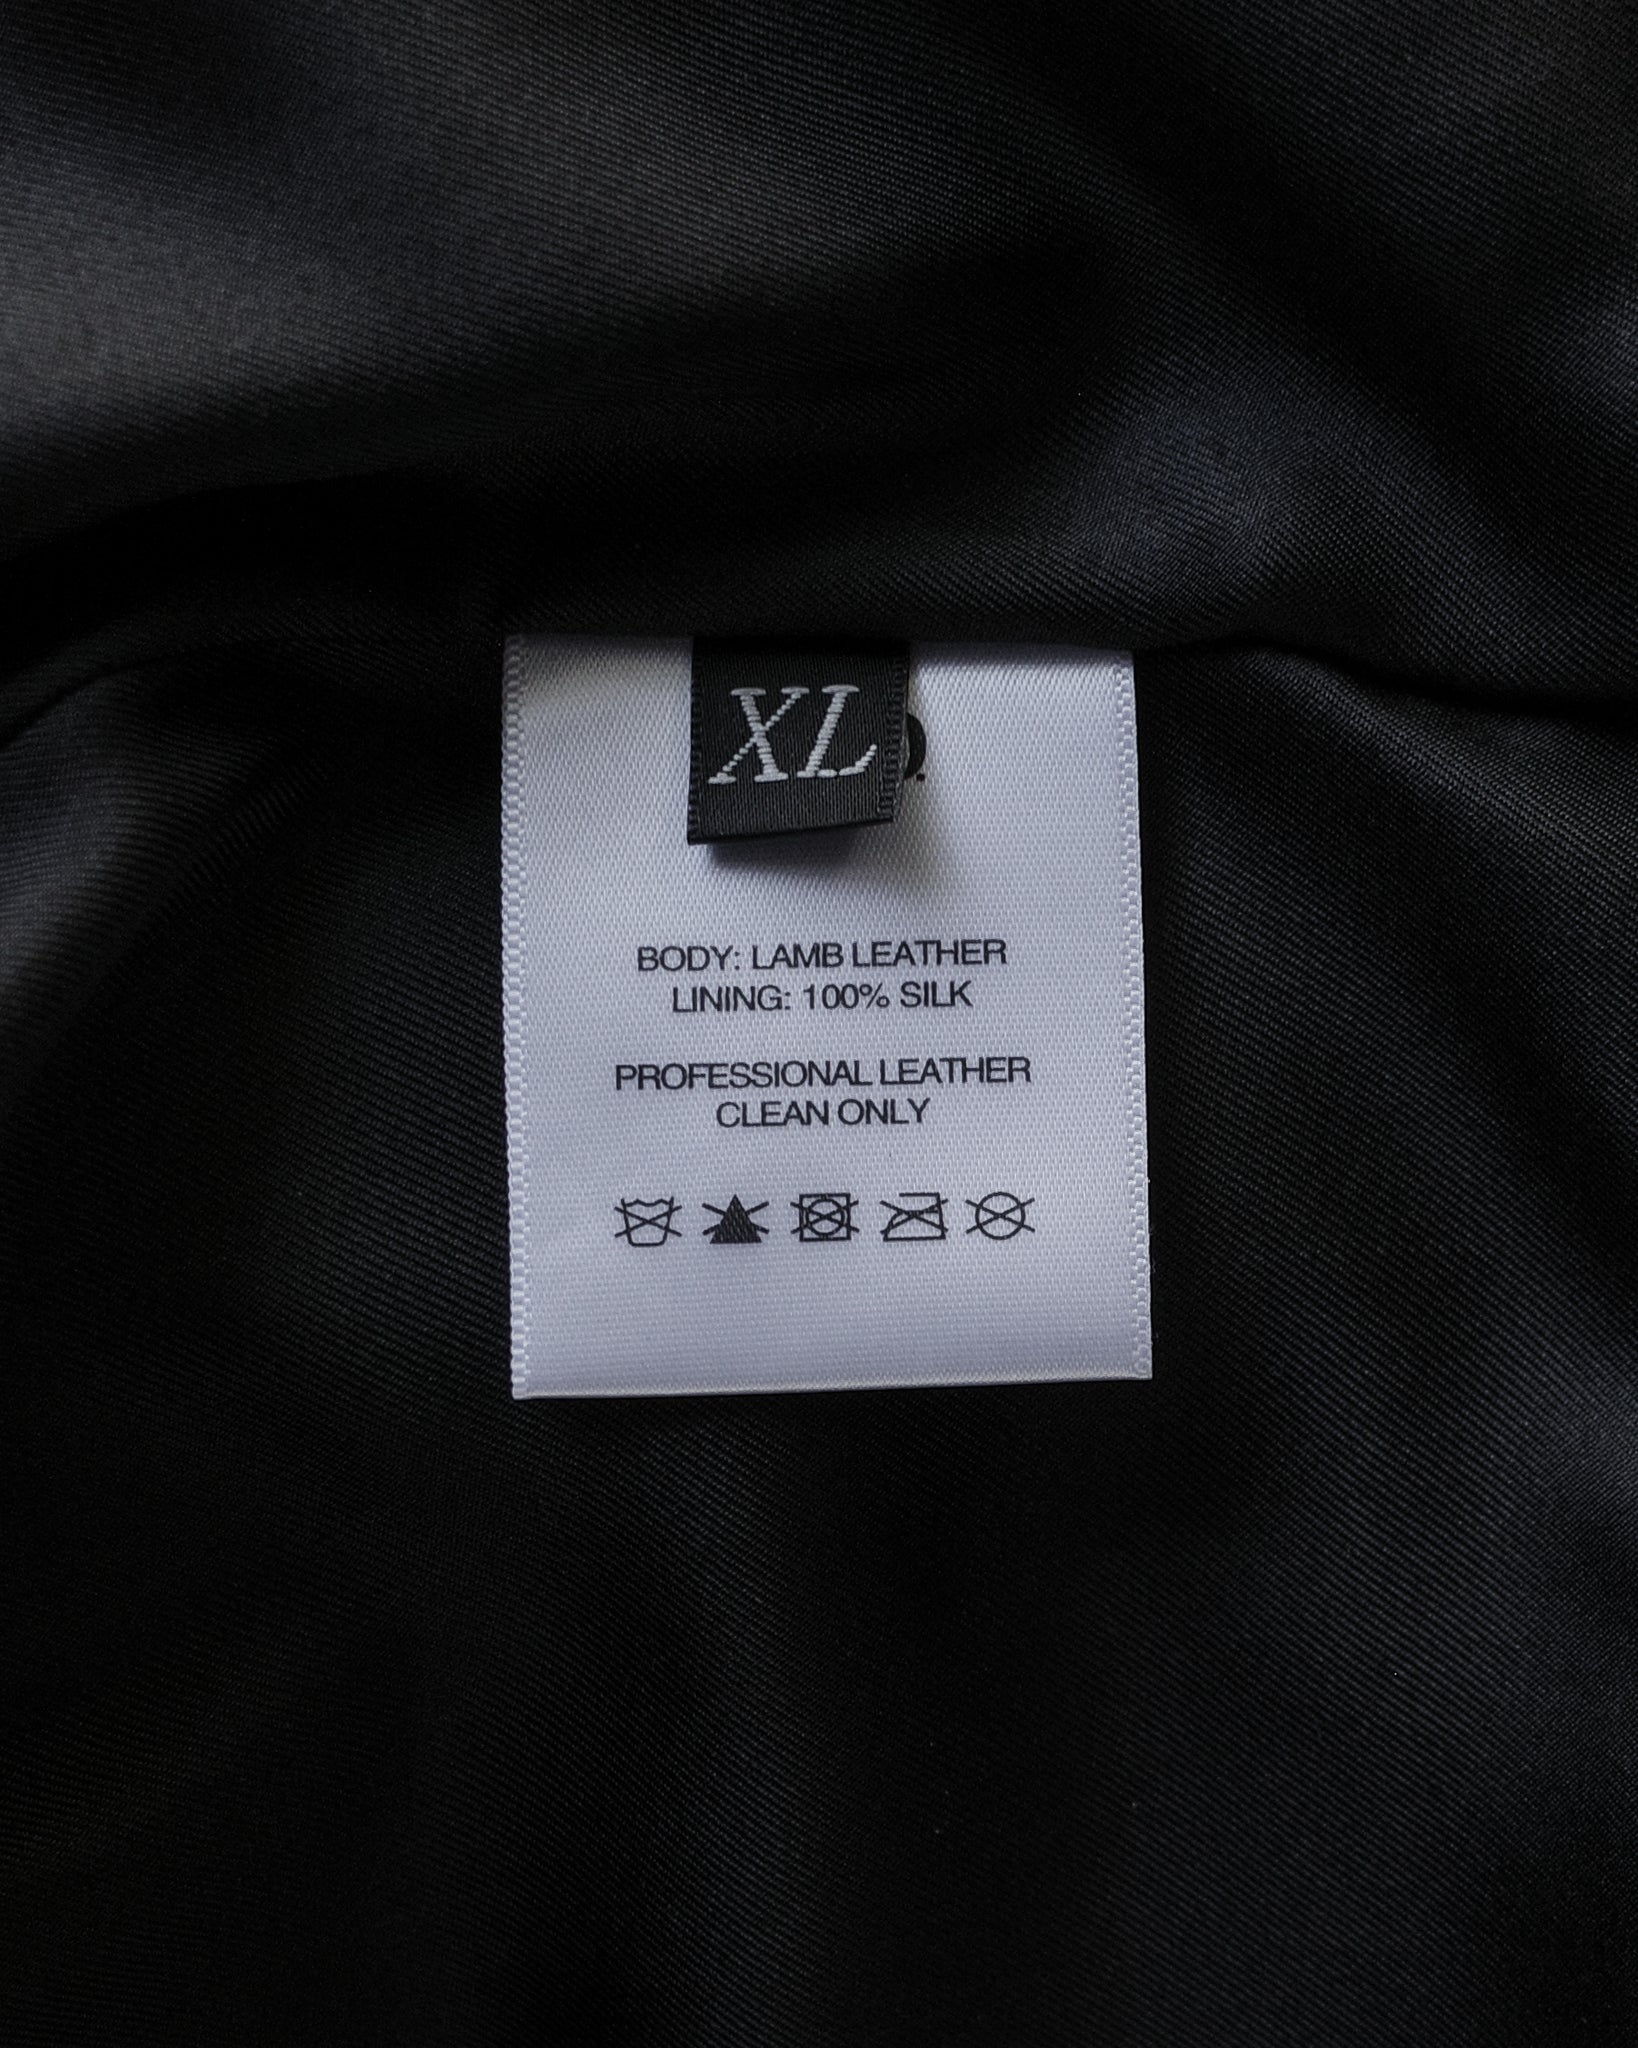 XL
BODY: LAMB LEATHER
LINING: 100% SILK
PROFESSIONAL LEATHER
CLEAN ONLY